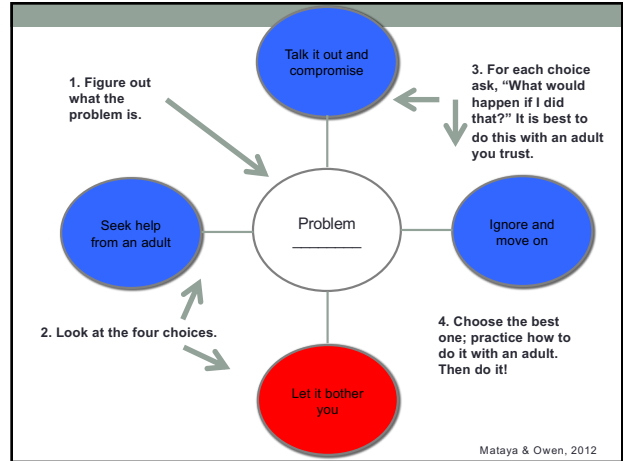 Talk it out and
compromise
1. Figure out
what the
problem is.
3. For each choice
ask, “What would
happen if I did
that?” It is best to
do this with an adult
you trust.
Seek help
from an adult
Problem
________
Ignore and
move on
2. Look at the four choices.
4. Choose the best
one; practice how to
do it with an adult.
Then do it!
Let it bother
you
Mataya & Owen, 2012